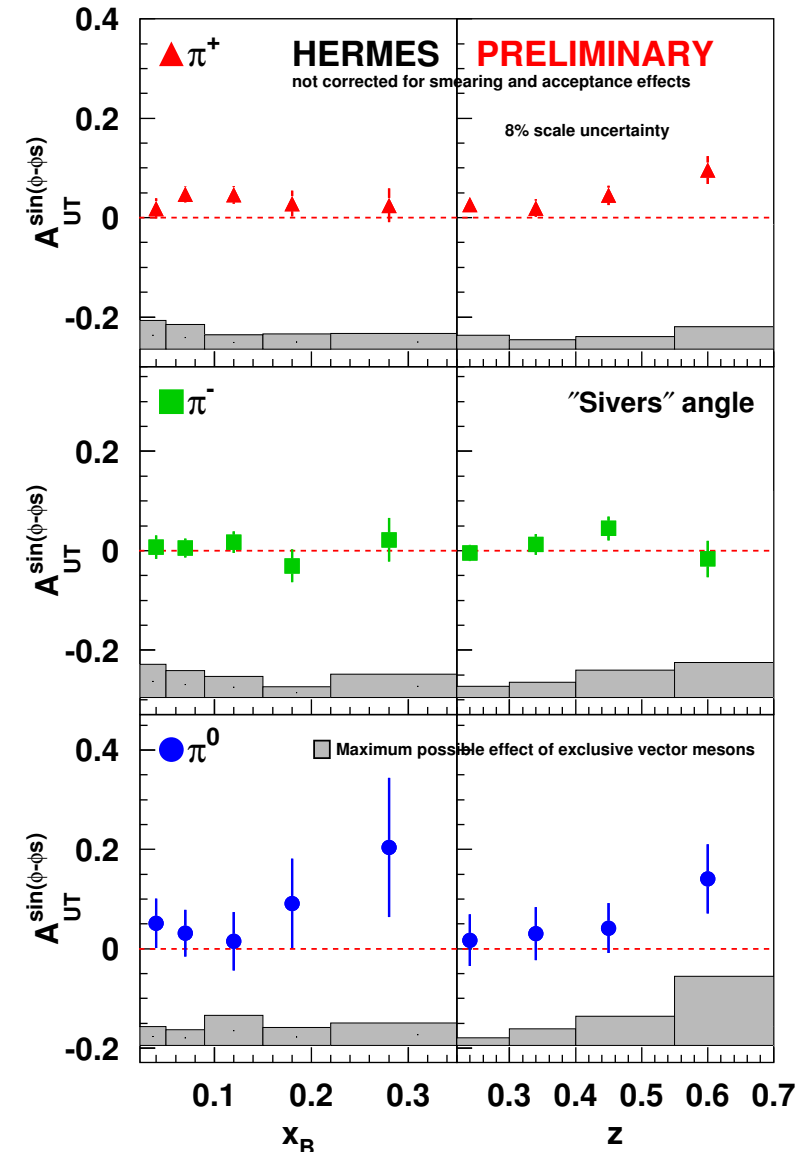 0.4
π+ HERMES PRELIMINARY
not corrected for smearing and acceptance effects
8% scale uncertainty
0.2
0
-0.2
A_UT^sin(ϕ-ϕs)
π-
″Sivers″ angle
0.2
0
-0.2
A_UT^sin(ϕ-ϕs)
0.4
π0
Maximum possible effect of exclusive vector mesons
0.2
0
-0.2
A_UT^sin(ϕ-ϕs)
0.1 0.2 0.3 0.3 0.4 0.5 0.6 0.7
x_B z